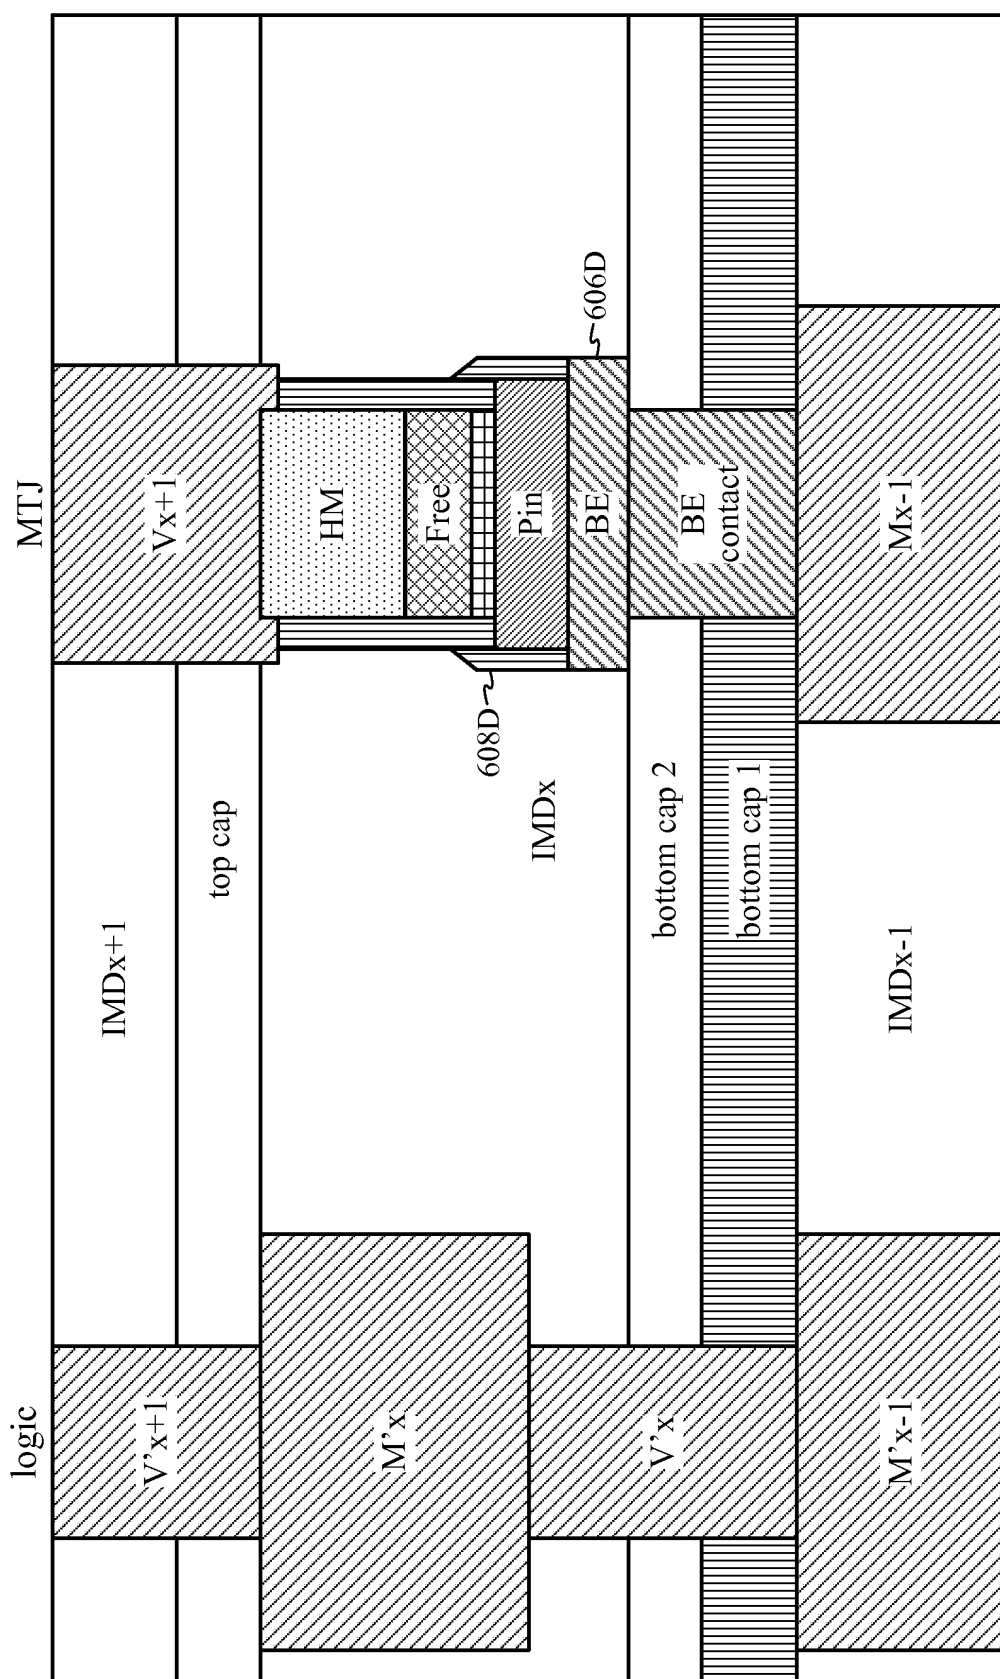 logic
MTJ
IMDx+1
V'x+1
Vx+1
top cap
HM
M'x
Free
608D
Pin
IMDx
BE
606D
V'x
bottom cap 2
BE
contact
bottom cap 1
M'x-1
IMDx-1
Mx-1